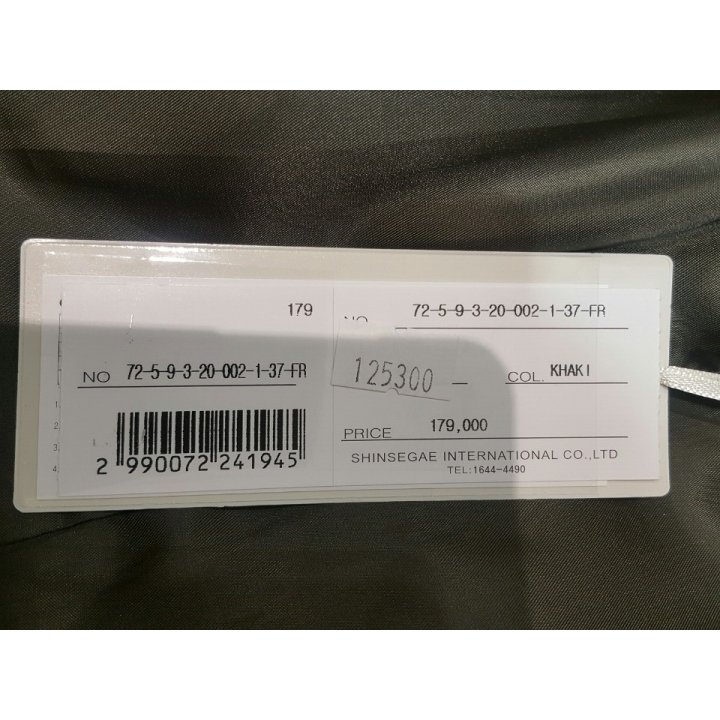 179
NO 72-5-9-3-20-002-1-37-FR
2 990072 241945
NO 72-5-9-3-20-002-1-37-FR
125300
COL. KHAKI
PRICE 179,000
SHINSEGAE INTERNATIONAL CO.,LTD
TEL:1644-4490